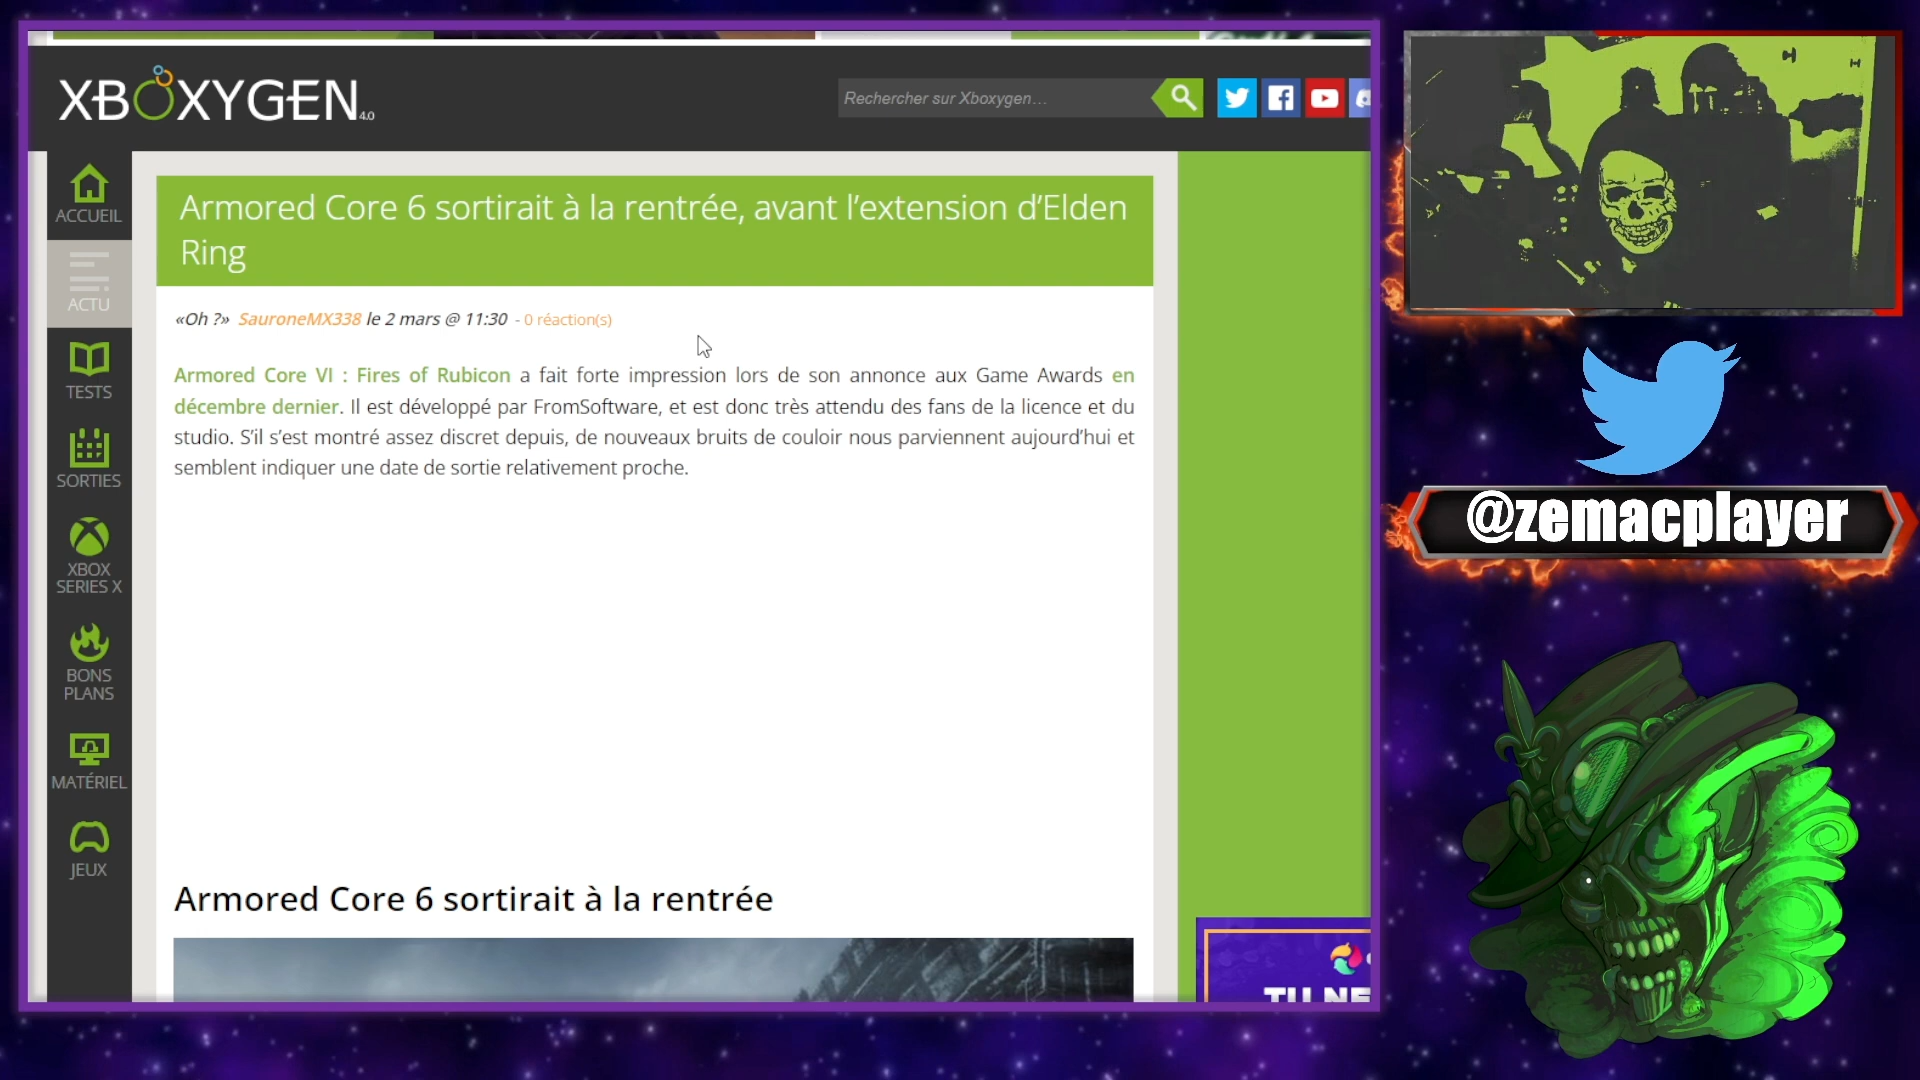 XBOXYGEN 4.0
Rechercher sur Xboxygen…
ACCUEIL
ACTU
TESTS
SORTIES
XBOX
SERIES X
BONS
PLANS
MATÉRIEL
JEUX
Armored Core 6 sortirait à la rentrée, avant l’extension d’Elden
Ring
«Oh ?» SauroneMX338 le 2 mars @ 11:30 - 0 réaction(s)
Armored Core VI : Fires of Rubicon a fait forte impression lors de son annonce aux Game Awards en
décembre dernier. Il est développé par FromSoftware, et est donc très attendu des fans de la licence et du
studio. S’il s’est montré assez discret depuis, de nouveaux bruits de couloir nous parviennent aujourd’hui et
semblent indiquer une date de sortie relativement proche.
Armored Core 6 sortirait à la rentrée
@zemacplayer